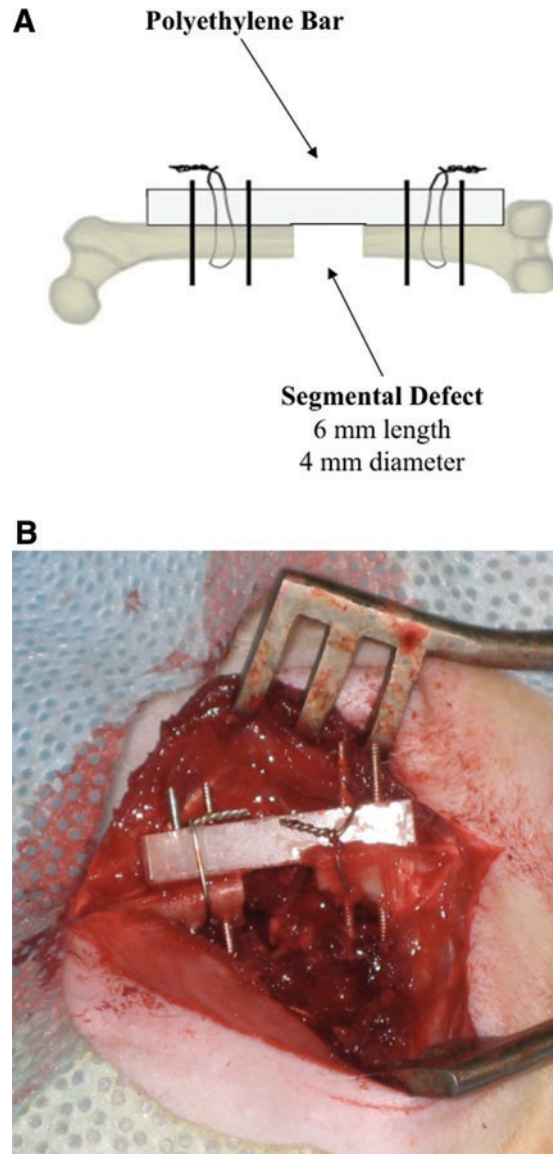 A
Polyethylene Bar
Segmental Defect
6 mm length
4 mm diameter
B